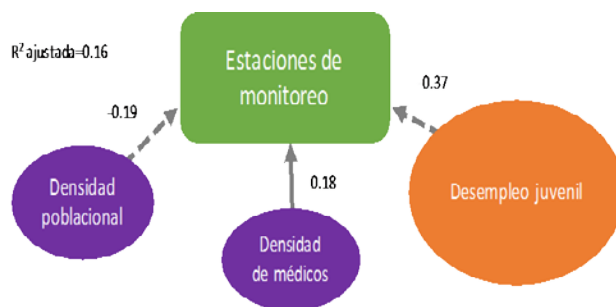 R² ajustada=0.16
Estaciones de
monitoreo
0.37
-0.19
0.18
Densidad
poblacional
Desempleo juvenil
Densidad
de médicos